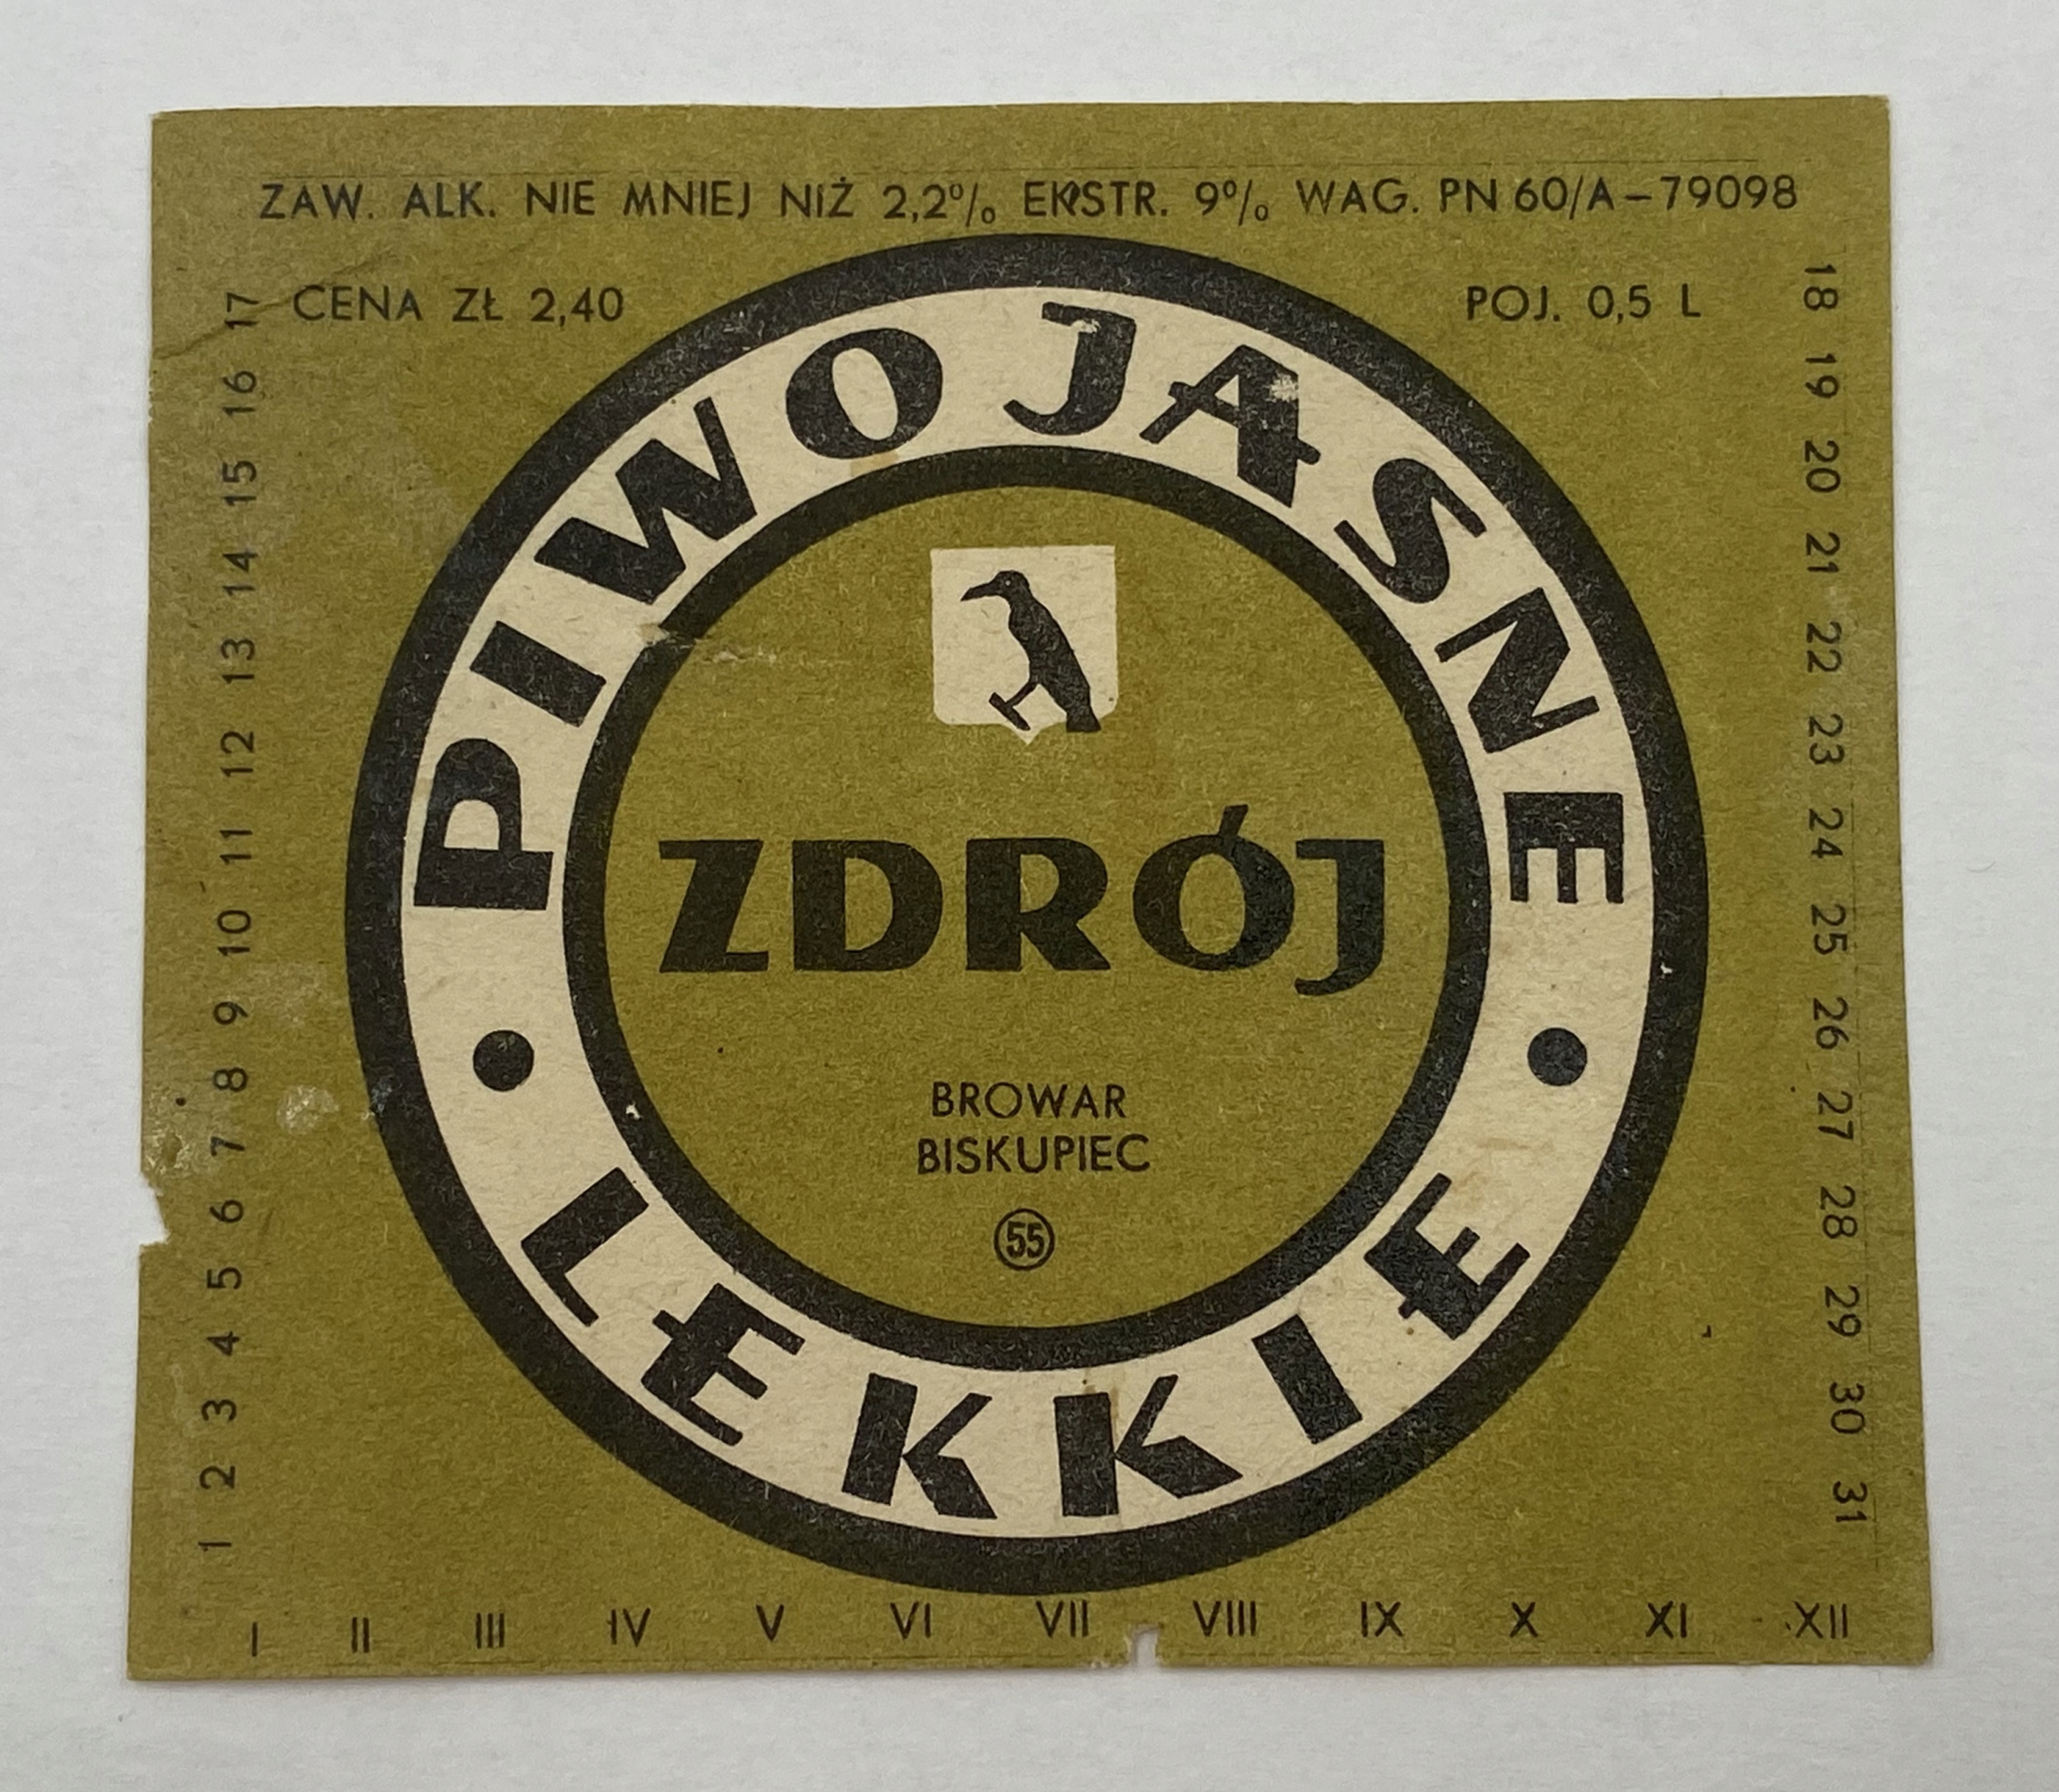 ZAW. ALK. NIE MNIEJ NIŻ 2,2% EKSTR. 9% WAG. PN 60/A-79098
CENA ZŁ 2,40
POJ. 0,5 L
PIWO JASNE
• LEKKIE •
ZDRÓJ
BROWAR
BISKUPIEC
55
1 2 3 4 5 6 7 8 9 10 11 12 13 14 15 16 17
18 19 20 21 22 23 24 25 26 27 28 29 30 31
I II III IV V VI VII VIII IX X XI XII